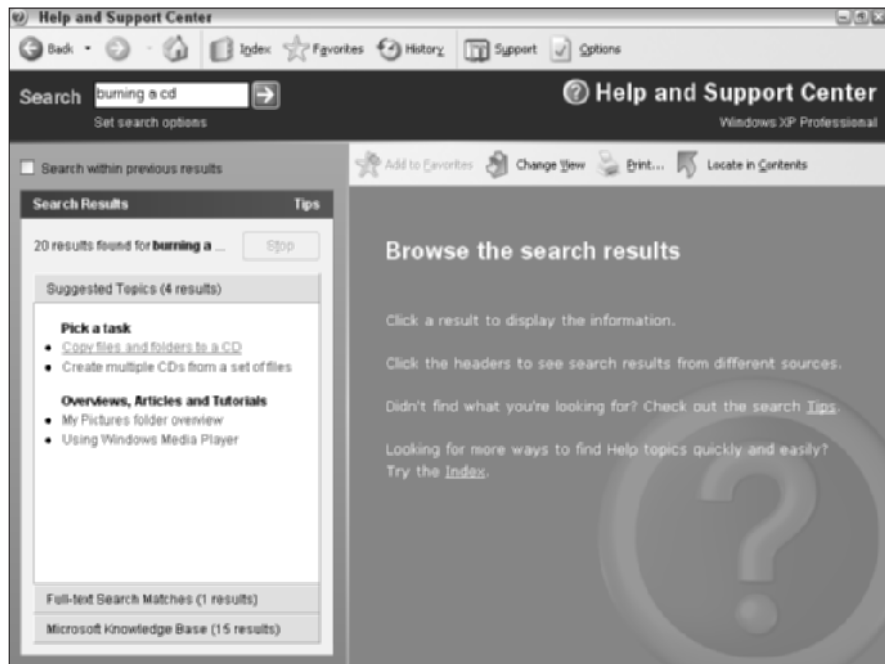 Help and Support Center
Back Index Favorites History Support Options
Search burning a cd Help and Support Center
Set search options Windows XP Professional
Search within previous results
Add to Favorites Change View Print... Locate in Contents
Search Results Tips
20 results found for burning a ... Stop
Suggested Topics (4 results)
Pick a task
Copy files and folders to a CD
Create multiple CDs from a set of files
Overviews, Articles and Tutorials
My Pictures folder overview
Using Windows Media Player
Full-text Search Matches (1 results)
Microsoft Knowledge Base (15 results)
Browse the search results
Click a result to display the information.
Click the headers to see search results from different sources.
Didn't find what you're looking for? Check out the search Tips.
Looking for more ways to find Help topics quickly and easily?
Try the Index.